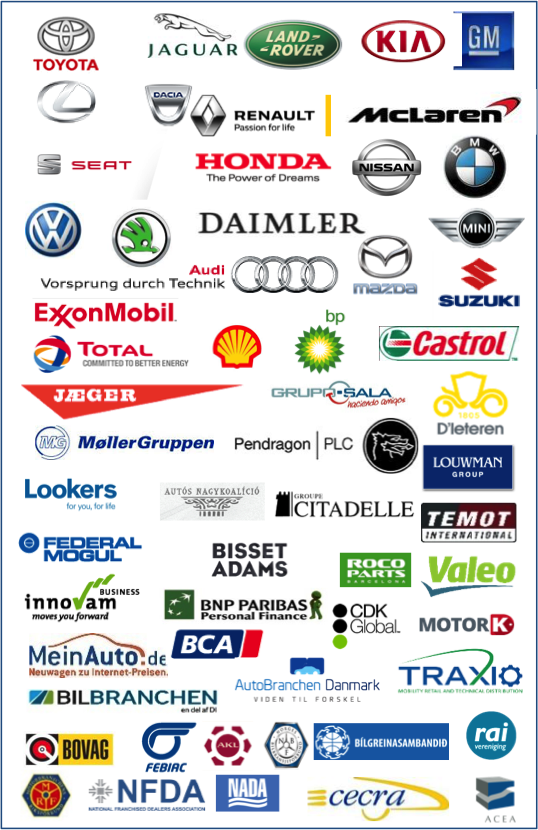 TOYOTA
JAGUAR
LAND-
ROVER
KIA
GM
DACIA
RENAULT
Passion for life
McLaren
SEAT
HONDA
The Power of Dreams
NISSAN
BMW
VW
DAIMLER
MINI
Audi
Vorsprung durch Technik
mazda
SUZUKI
ExxonMobil
TOTAL
COMMITTED TO BETTER ENERGY
bp
Castrol
JÆGER
GRUPO SALA
haciendo amigos
1805
D'Ieteren
MG
MøllerGruppen
Pendragon PLC
LOUWMAN
GROUP
Lookers
for you, for life
AUTÓS NAGYKOALÍCIÓ
GROUPE
CITADELLE
TEMOT
INTERNATIONAL
FEDERAL
MOGUL
BISSET
ADAMS
ROCO
PARTS
BARCELONA
Valeo
BUSINESS
innovam
moves you forward
BNP PARIBAS
Personal Finance
CDK
Global
MOTORK
MeinAuto.de
Neuwagen zu Internet-Preisen.
BCA
AutoBranchen Danmark
VIDEN TIL FORSKEL
TRAXIO
MOBILITY RETAIL AND TECHNICAL DISTRIBUTION
BILBRANCHEN
en del af DI
BOVAG
FEBIAC
AKL
BÍLGREINASAMBANDID
rai
vereniging
MRF
NFDA
NATIONAL FRANCHISED DEALERS ASSOCIATION
NADA
cecra
ACEA